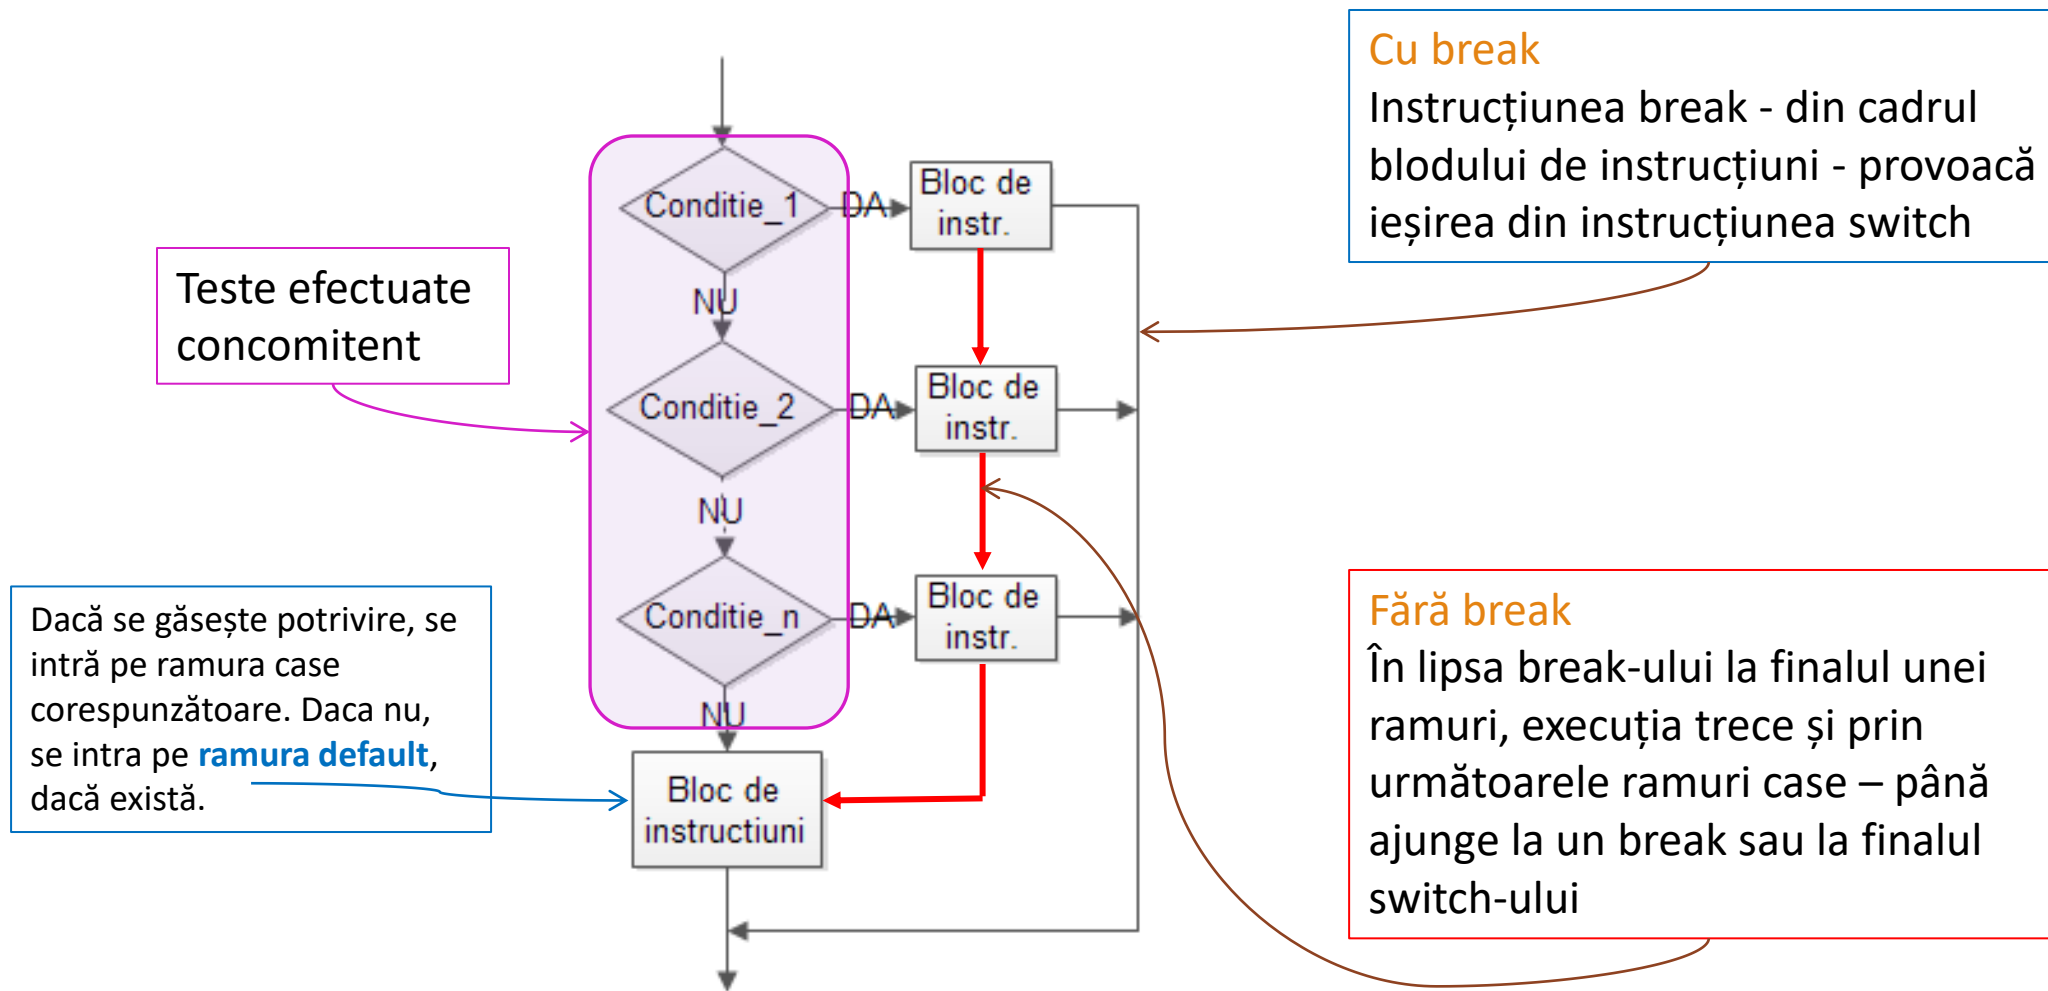 Cu break
Instrucțiunea break - din cadrul
blodului de instrucțiuni - provoacă
ieșirea din instrucțiunea switch
Conditie_1
DA
Bloc de
instr.
NU
Teste efectuate
concomitent
Conditie_2
DA
Bloc de
instr.
NU
Conditie_n
DA
Bloc de
instr.
NU
Dacă se găsește potrivire, se
intră pe ramura case
corespunzătoare. Daca nu,
se intra pe ramura default,
dacă există.
Bloc de
instructiuni
Fără break
În lipsa break-ului la finalul unei
ramuri, execuția trece și prin
următoarele ramuri case – până
ajunge la un break sau la finalul
switch-ului